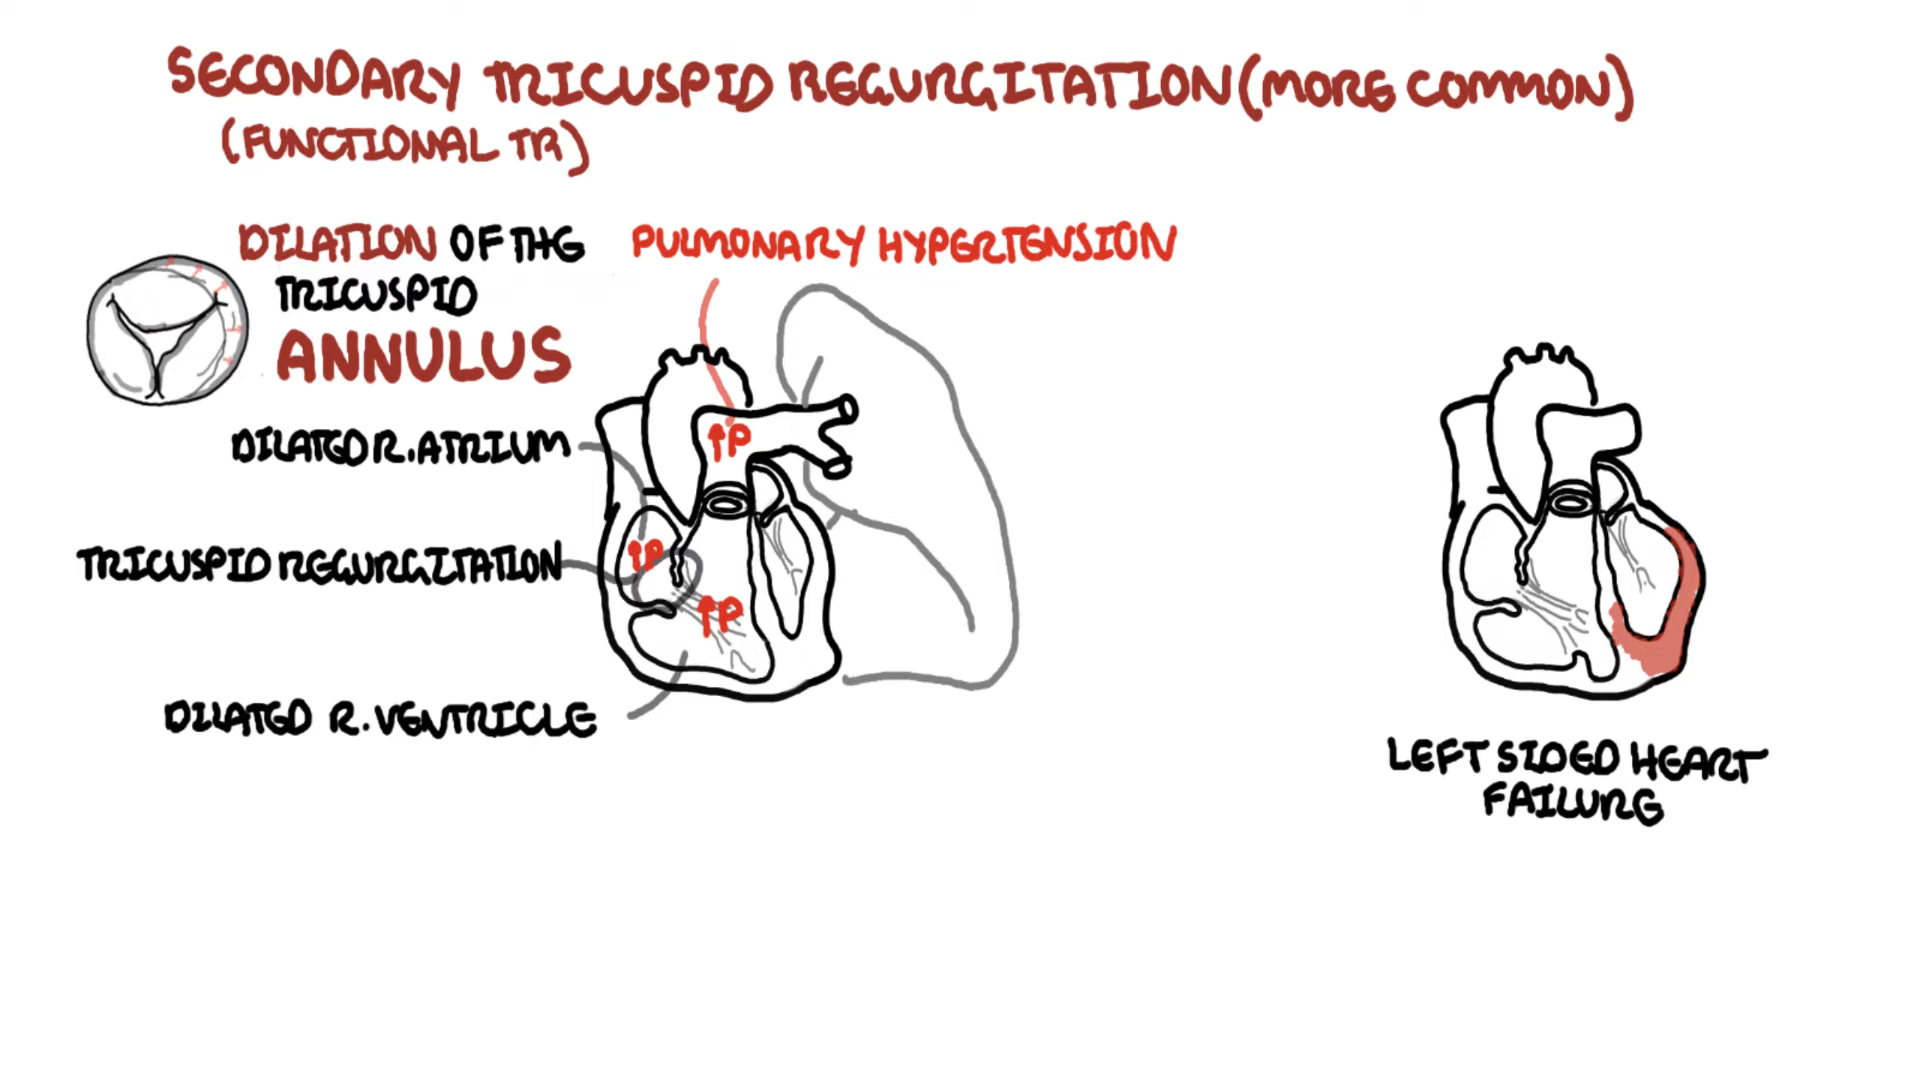 SECONDARY TRICUSPID REGURGITATION (MORE COMMON)
(FUNCTIONAL TR)
DILATION OF THE
TRICUSPID
ANNULUS
PULMONARY HYPERTENSION
↑P
DILATED R. ATRIUM
↑P
TRICUSPID REGURGITATION
↑P
DILATED R. VENTRICLE
LEFT SIDED HEART
FAILURE